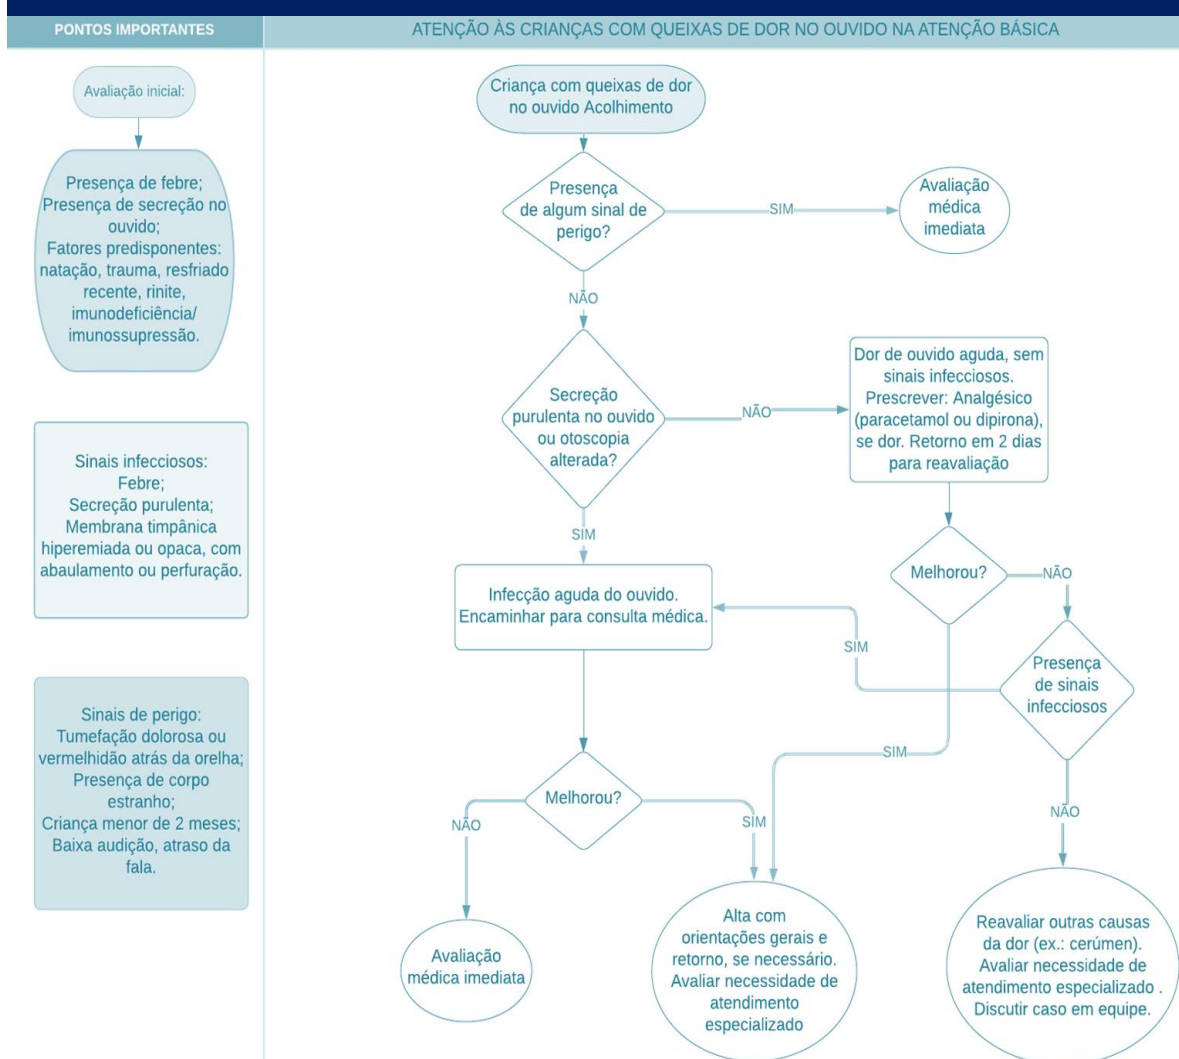 PONTOS IMPORTANTES
ATENÇÃO ÀS CRIANÇAS COM QUEIXAS DE DOR NO OUVIDO NA ATENÇÃO BÁSICA
Avaliação inicial:
Presença de febre;
Presença de secreção no
ouvido;
Fatores predisponentes:
natação, trauma, resfriado
recente, rinite,
imunodeficiência/
imunossupressão.
Sinais infecciosos:
Febre;
Secreção purulenta;
Membrana timpânica
hiperemiada ou opaca, com
abaulamento ou perfuração.
Sinais de perigo:
Tumefação dolorosa ou
vermelhidão atrás da orelha;
Presença de corpo
estranho;
Criança menor de 2 meses;
Baixa audição, atraso da
fala.
Criança com queixas de dor
no ouvido Acolhimento
Presença
de algum sinal de
perigo?
SIM
Avaliação
médica
imediata
NÃO
Secreção
purulenta no ouvido
ou otoscopia
alterada?
NÃO
Dor de ouvido aguda, sem
sinais infecciosos.
Prescrever: Analgésico
(paracetamol ou dipirona),
se dor. Retorno em 2 dias
para reavaliação
SIM
Infecção aguda do ouvido.
Encaminhar para consulta médica.
Melhorou?
NÃO
SIM
Presença
de sinais
infecciosos
SIM
NÃO
Melhorou?
NÃO
SIM
Avaliação
médica imediata
Alta com
orientações gerais e
retorno, se necessário.
Avaliar necessidade de
atendimento
especializado
Reavaliar outras causas
da dor (ex.: cerúmen).
Avaliar necessidade de
atendimento especializado .
Discutir caso em equipe.